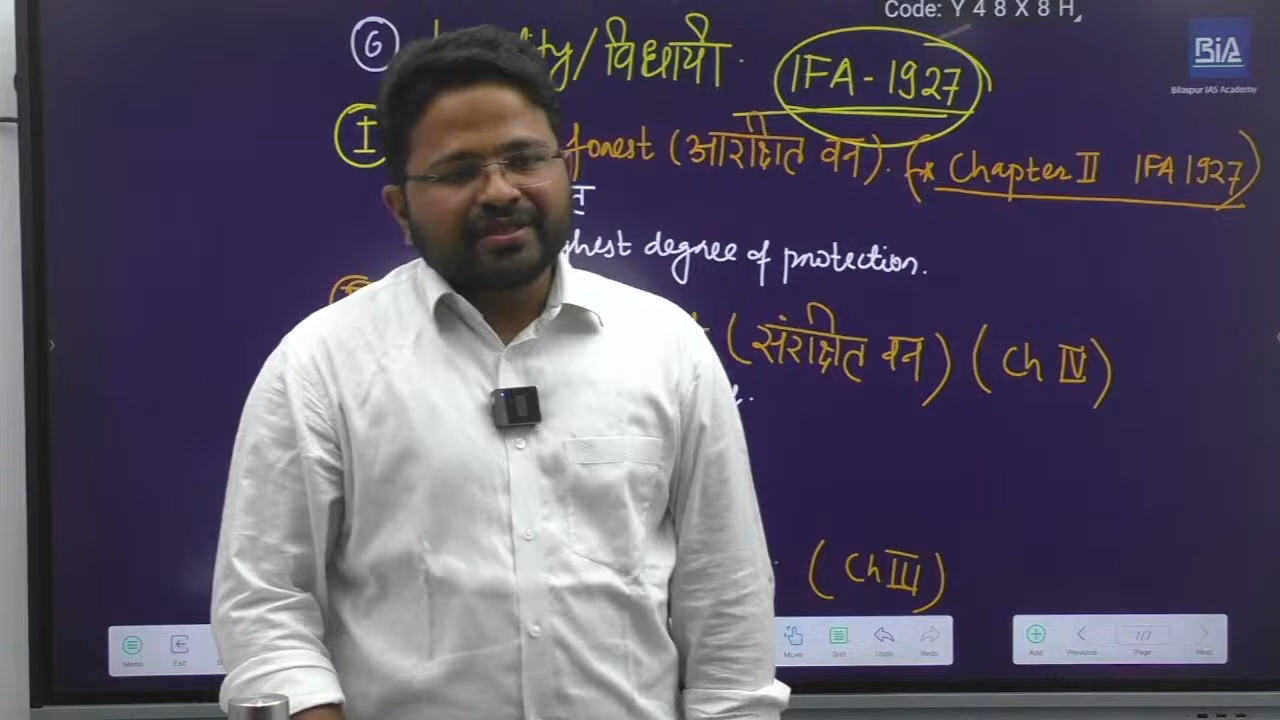 Code: Y 4 8 X 8 H
BiA
Bilaspur IAS Academy
6 / विधायी. IFA - 1927
I forest (आरक्षित वन). (* Chapter II IFA 1927)
degree of protection.
(संरक्षित वन) (Ch IV)
(Ch III)
Menu Exit Move Grid Undo Redo Add Previous 7/7 Page Next